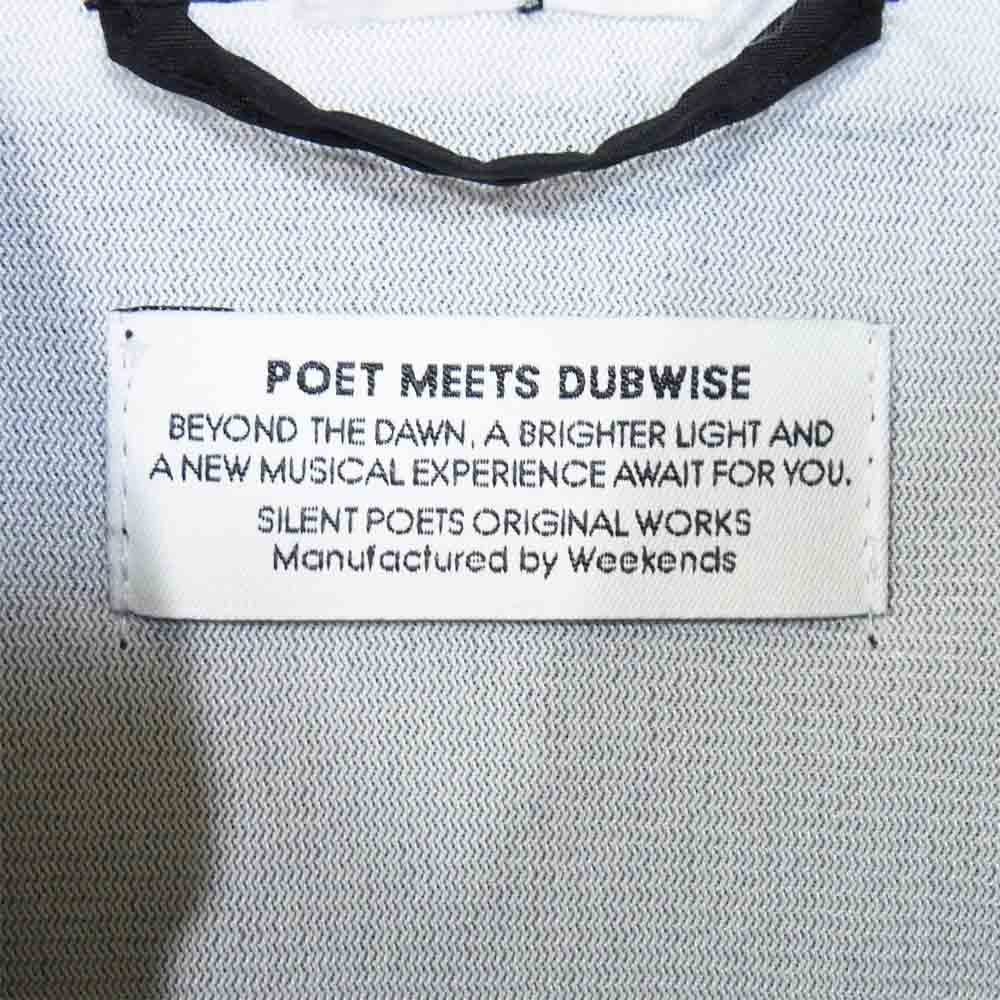 POET MEETS DUBWISE
BEYOND THE DAWN, A BRIGHTER LIGHT AND
A NEW MUSICAL EXPERIENCE AWAIT FOR YOU.
SILENT POETS ORIGINAL WORKS
Manufactured by Weekends